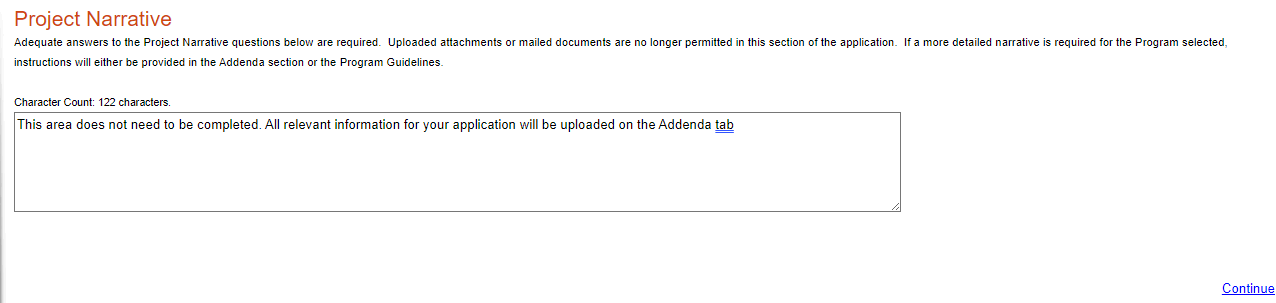 Project Narrative
Adequate answers to the Project Narrative questions below are required.  Uploaded attachments or mailed documents are no longer permitted in this section of the application.  If a more detailed narrative is required for the Program selected,
instructions will either be provided in the Addenda section or the Program Guidelines.
Character Count: 122 characters.
This area does not need to be completed. All relevant information for your application will be uploaded on the Addenda tab
Continue